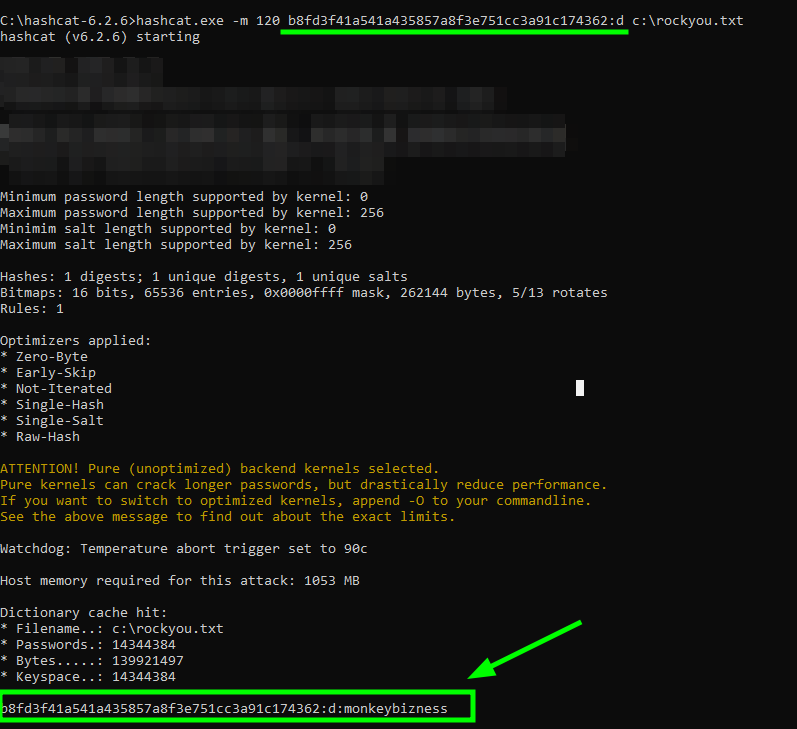 C:\hashcat-6.2.6>hashcat.exe -m 120 b8fd3f41a541a435857a8f3e751cc3a91c174362:d c:\rockyou.txt
hashcat (v6.2.6) starting
Minimum password length supported by kernel: 0
Maximum password length supported by kernel: 256
Minimim salt length supported by kernel: 0
Maximim salt length supported by kernel: 256
Hashes: 1 digests; 1 unique digests, 1 unique salts
Bitmaps: 16 bits, 65536 entries, 0x0000ffff mask, 262144 bytes, 5/13 rotates
Rules: 1
Optimizers applied:
* Zero-Byte
* Early-Skip
* Not-Iterated
* Single-Hash
* Single-Salt
* Raw-Hash
ATTENTION! Pure (unoptimized) backend kernels selected.
Pure kernels can crack longer passwords, but drastically reduce performance.
If you want to switch to optimized kernels, append -O to your commandline.
See the above message to find out about the exact limits.
Watchdog: Temperature abort trigger set to 90c
Host memory required for this attack: 1053 MB
Dictionary cache hit:
* Filename..: c:\rockyou.txt
* Passwords.: 14344384
* Bytes.....: 139921497
* Keyspace..: 14344384
b8fd3f41a541a435857a8f3e751cc3a91c174362:d:monkeybizness